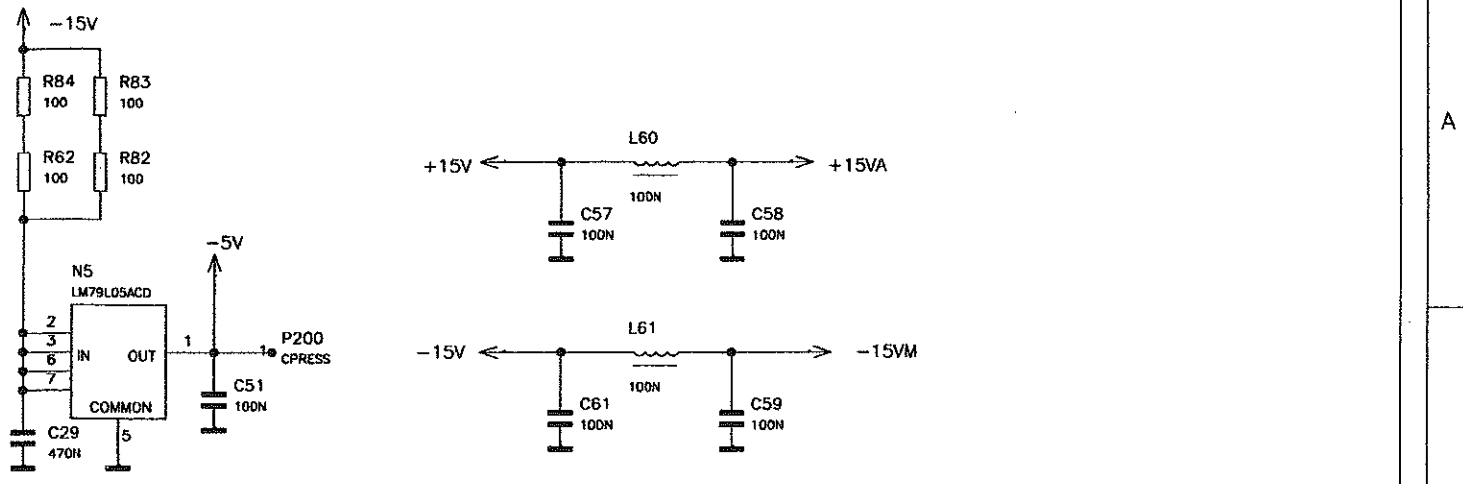 -15V
R84
100
R83
100
R62
100
R82
100
-5V
N5
LM79L05ACD
2
3
6
7
IN
OUT
1
COMMON
5
1
P200
CPRESS
C51
100N
C29
470N
+15V
L60
100N
+15VA
C57
100N
C58
100N
-15V
L61
100N
-15VM
C61
100N
C59
100N
A